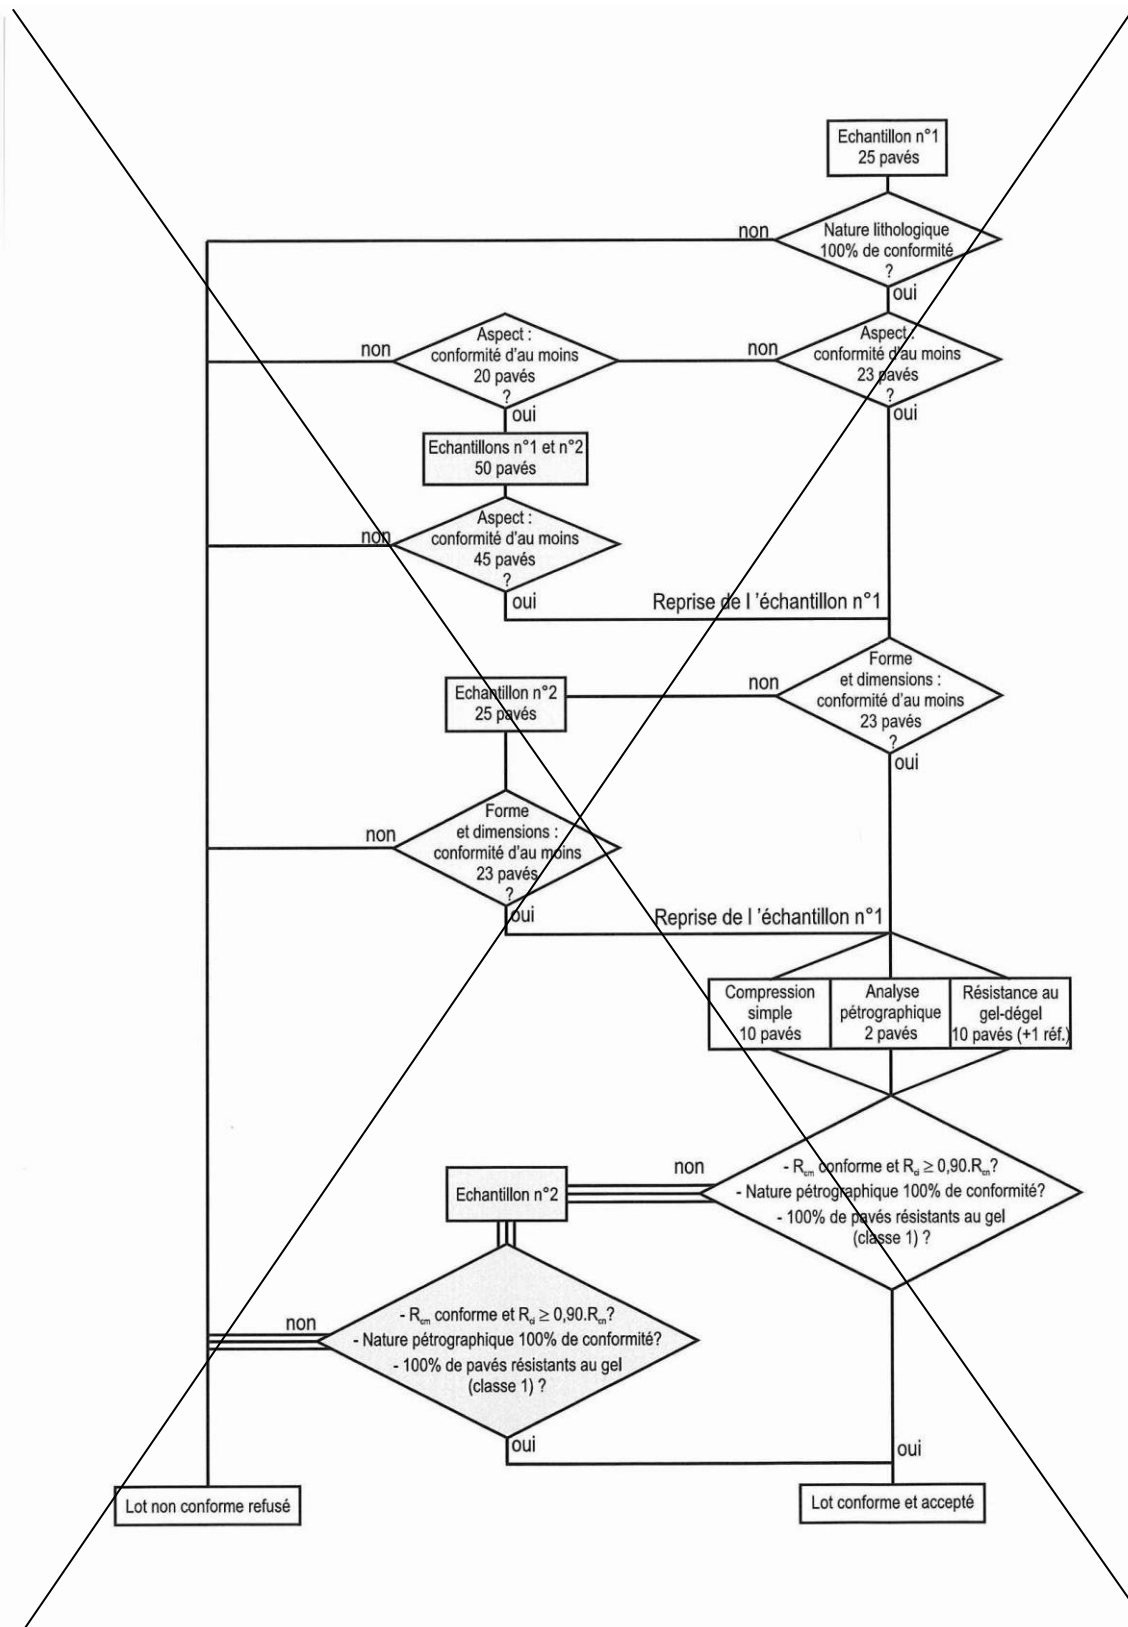 Echantillon n°1
25 pavés
non
Nature lithologique
100% de conformité
?
oui
non
Aspect :
conformité d'au moins
20 pavés
?
oui
non
Aspect :
conformité d'au moins
23 pavés
?
oui
Echantillons n°1 et n°2
50 pavés
non
Aspect :
conformité d'au moins
45 pavés
?
oui
Reprise de l 'échantillon n°1
Echantillon n°2
25 pavés
non
Forme
et dimensions :
conformité d'au moins
23 pavés
?
oui
non
Forme
et dimensions :
conformité d'au moins
23 pavés
?
oui
Reprise de l 'échantillon n°1
Compression
simple
10 pavés
Analyse
pétrographique
2 pavés
Résistance au
gel-dégel
10 pavés (+1 réf.)
Echantillon n°2
non
- Rcm conforme et Rci ≥ 0,90.Rcn?
- Nature pétrographique 100% de conformité?
- 100% de pavés résistants au gel
(classe 1) ?
non
- Rcm conforme et Rci ≥ 0,90.Rcn?
- Nature pétrographique 100% de conformité?
- 100% de pavés résistants au gel
(classe 1) ?
oui
oui
Lot non conforme refusé
Lot conforme et accepté